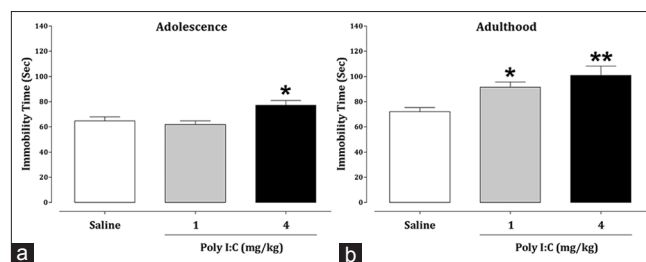 Adolescence
Immobility Time (Sec)
140
120
100
80
60
40
20
0
*
Saline
1
4
Poly I:C (mg/kg)
a
Adulthood
Immobility Time (Sec)
140
120
100
80
60
40
20
0
*
**
Saline
1
4
Poly I:C (mg/kg)
b